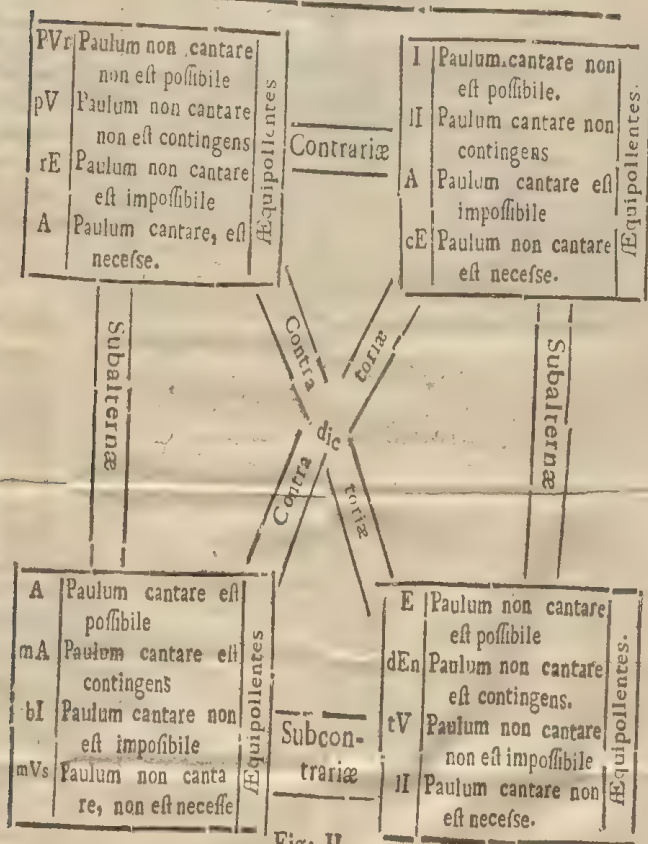 PVr Paulum non cantare
non eſt poſſibile
pV Paulum non cantare
non eſt contingens
rE Paulum non cantare
eſt impoſſibile
A Paulum cantare, eſt
neceſse.
Æquipollentes
Contrariæ
I Paulum cantare non
eſt poſſibile.
lI Paulum cantare non
contingens
A Paulum cantare eſt
impoſſibile
cE Paulum non cantare
eſt neceſse.
Æquipollentes.
Subalternæ
Contra
toriæ
dic
Contra
toriæ
Subalternæ
A Paulum cantare eſt
poſſibile
mA Paulum cantare eſt
contingens
bI Paulum cantare non
eſt impoſibile
mVs Paulum non canta
re, non eſt neceſſe
Æquipollentes
Subcon-
trariæ
E Paulum non cantare
eſt poſſibile
dEn Paulum non cantare
eſt contingens.
tV Paulum non cantare
non eſt impoſſibile
lI Paulum cantare non
eſt neceſse.
Æquipollentes.
Fig: II